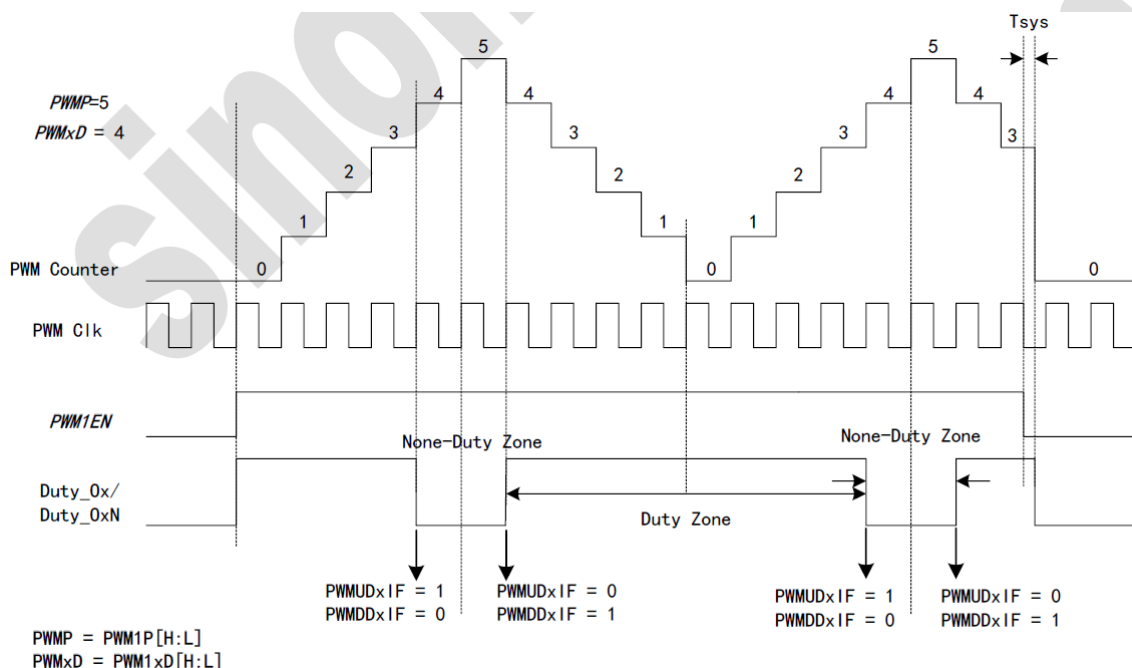 Tsys
5
5
PWMP=5
4
4
4
4
PWMxD = 4
3
3
3
3
2
2
2
1
1
1
PWM Counter
0
0
0
PWM Clk
PWM1EN
None-Duty Zone
None-Duty Zone
Duty_0x/
Duty_0xN
Duty Zone
PWMUDxIF = 1
PWMDDxIF = 0
PWMUDxIF = 0
PWMDDxIF = 1
PWMUDxIF = 1
PWMDDxIF = 0
PWMUDxIF = 0
PWMDDxIF = 1
PWMP = PWM1P[H:L]
PWMxD = PWM1xD[H:L]